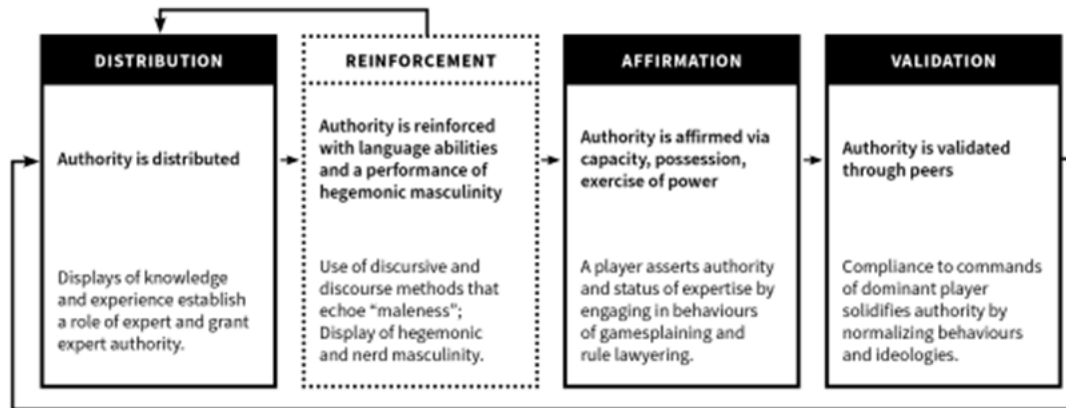 DISTRIBUTION
Authority is distributed
Displays of knowledge
and experience establish
a role of expert and grant
expert authority.
REINFORCEMENT
Authority is reinforced
with language abilities
and a performance of
hegemonic masculinity
Use of discursive and
discourse methods that
echoe “maleness”;
Display of hegemonic
and nerd masculinity.
AFFIRMATION
Authority is affirmed via
capacity, possession,
exercise of power
A player asserts authority
and status of expertise by
engaging in behaviours
of gamesplaining and
rule lawyering.
VALIDATION
Authority is validated
through peers
Compliance to commands
of dominant player
solidifies authority by
normalizing behaviours
and ideologies.